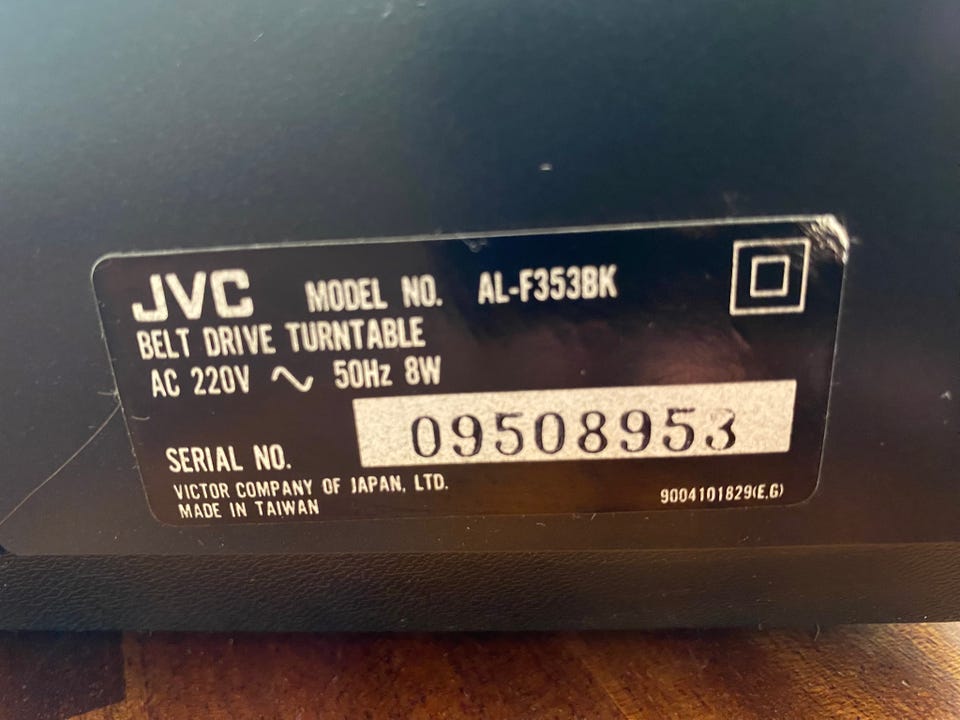 JVC MODEL NO. AL-F353BK
BELT DRIVE TURNTABLE
AC 220V ~ 50Hz 8W
SERIAL NO. 09508953
VICTOR COMPANY OF JAPAN, LTD.
MADE IN TAIWAN
9004101829(E,G)